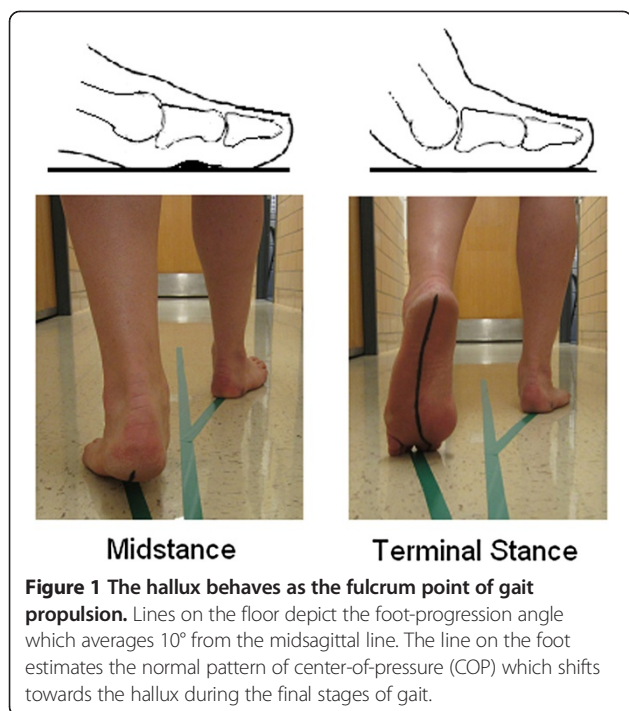 Midstance
Terminal Stance
Figure 1 The hallux behaves as the fulcrum point of gait
propulsion. Lines on the floor depict the foot-progression angle
which averages 10° from the midsagittal line. The line on the foot
estimates the normal pattern of center-of-pressure (COP) which shifts
towards the hallux during the final stages of gait.